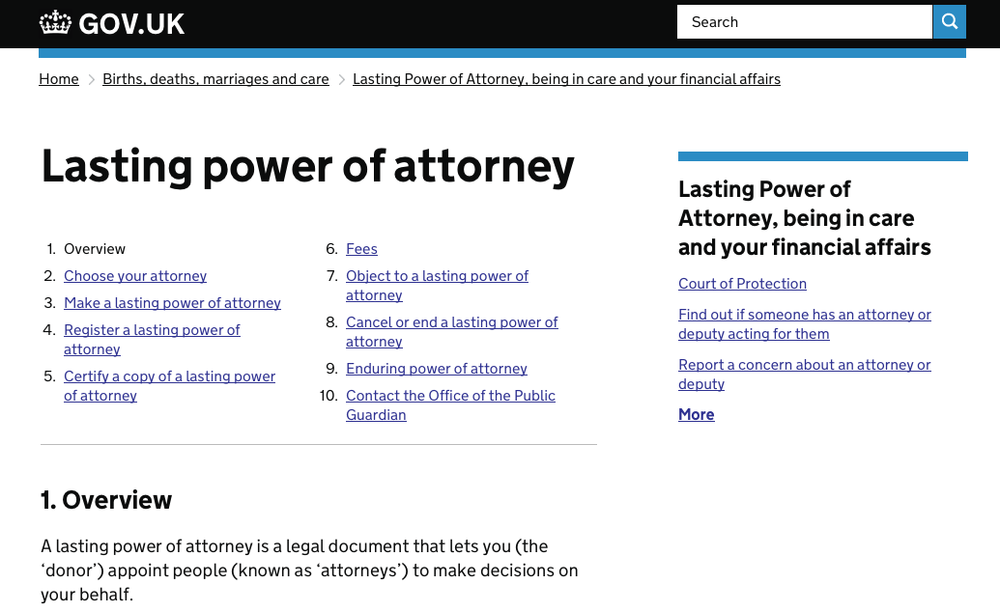 GOV.UK
Search
Home > Births, deaths, marriages and care > Lasting Power of Attorney, being in care and your financial affairs
Lasting power of attorney
1. Overview
2. Choose your attorney
3. Make a lasting power of attorney
4. Register a lasting power of
attorney
5. Certify a copy of a lasting power
of attorney
6. Fees
7. Object to a lasting power of
attorney
8. Cancel or end a lasting power of
attorney
9. Enduring power of attorney
10. Contact the Office of the Public
Guardian
1. Overview
A lasting power of attorney is a legal document that lets you (the
‘donor’) appoint people (known as ‘attorneys’) to make decisions on
your behalf.
Lasting Power of
Attorney, being in care
and your financial affairs
Court of Protection
Find out if someone has an attorney or
deputy acting for them
Report a concern about an attorney or
deputy
More